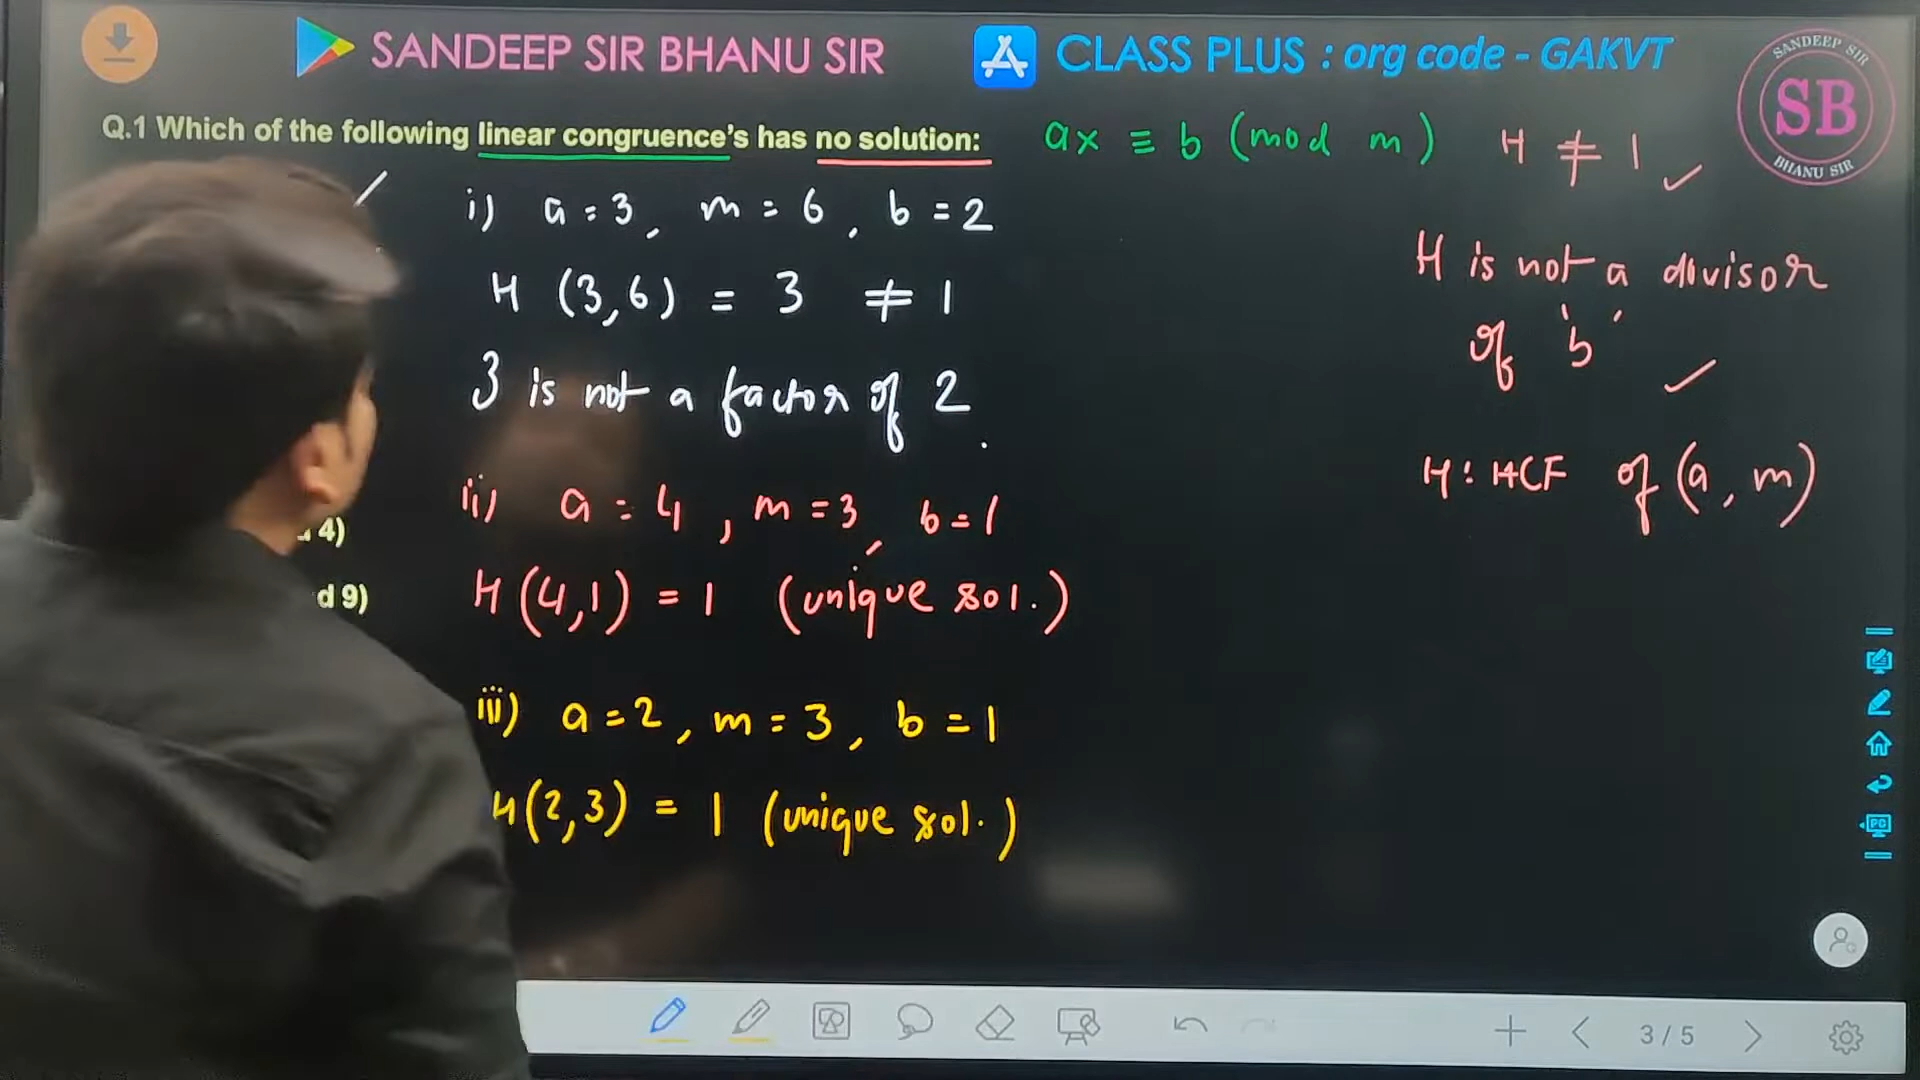 SANDEEP SIR BHANU SIR
CLASS PLUS : org code - GAKVT
SANDEEP SIR
SB
BHANU SIR
Q.1 Which of the following linear congruence's has no solution:
ax ≡ b (mod m)
H ≠ 1 ✓
i) a = 3, m = 6, b = 2
H (3,6) = 3 ≠ 1
3 is not a factor of 2.
H is not a divisor
of 'b' ✓
H : HCF of (a, m)
ii) a = 4, m = 3, b = 1
4)
H (4,1) = 1 (unique sol.)
d 9)
iii) a = 2, m = 3, b = 1
H (2,3) = 1 (unique sol.)
PC
3 / 5